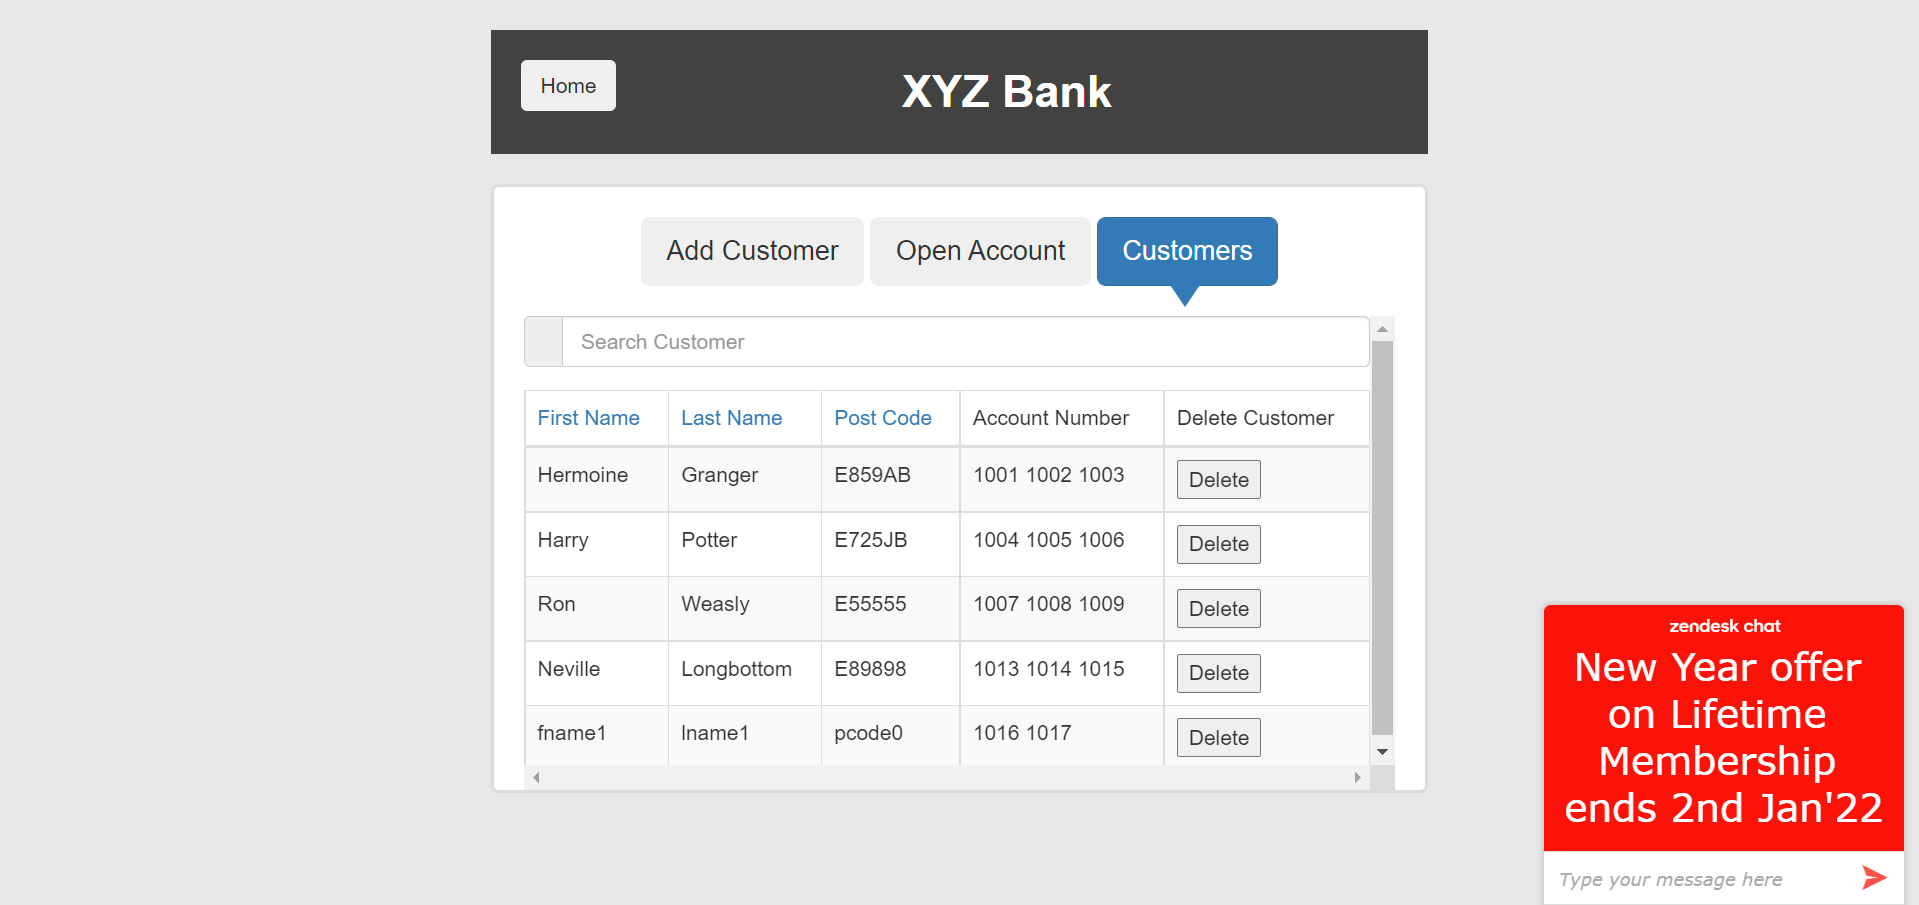 Home
XYZ Bank
Add Customer Open Account Customers
Search Customer
First Name Last Name Post Code Account Number Delete Customer
Hermoine Granger E859AB 1001 1002 1003 Delete
Harry Potter E725JB 1004 1005 1006 Delete
Ron Weasly E55555 1007 1008 1009 Delete
Neville Longbottom E89898 1013 1014 1015 Delete
fname1 lname1 pcode0 1016 1017 Delete
zendesk chat
New Year offer
on Lifetime
Membership
ends 2nd Jan'22
Type your message here